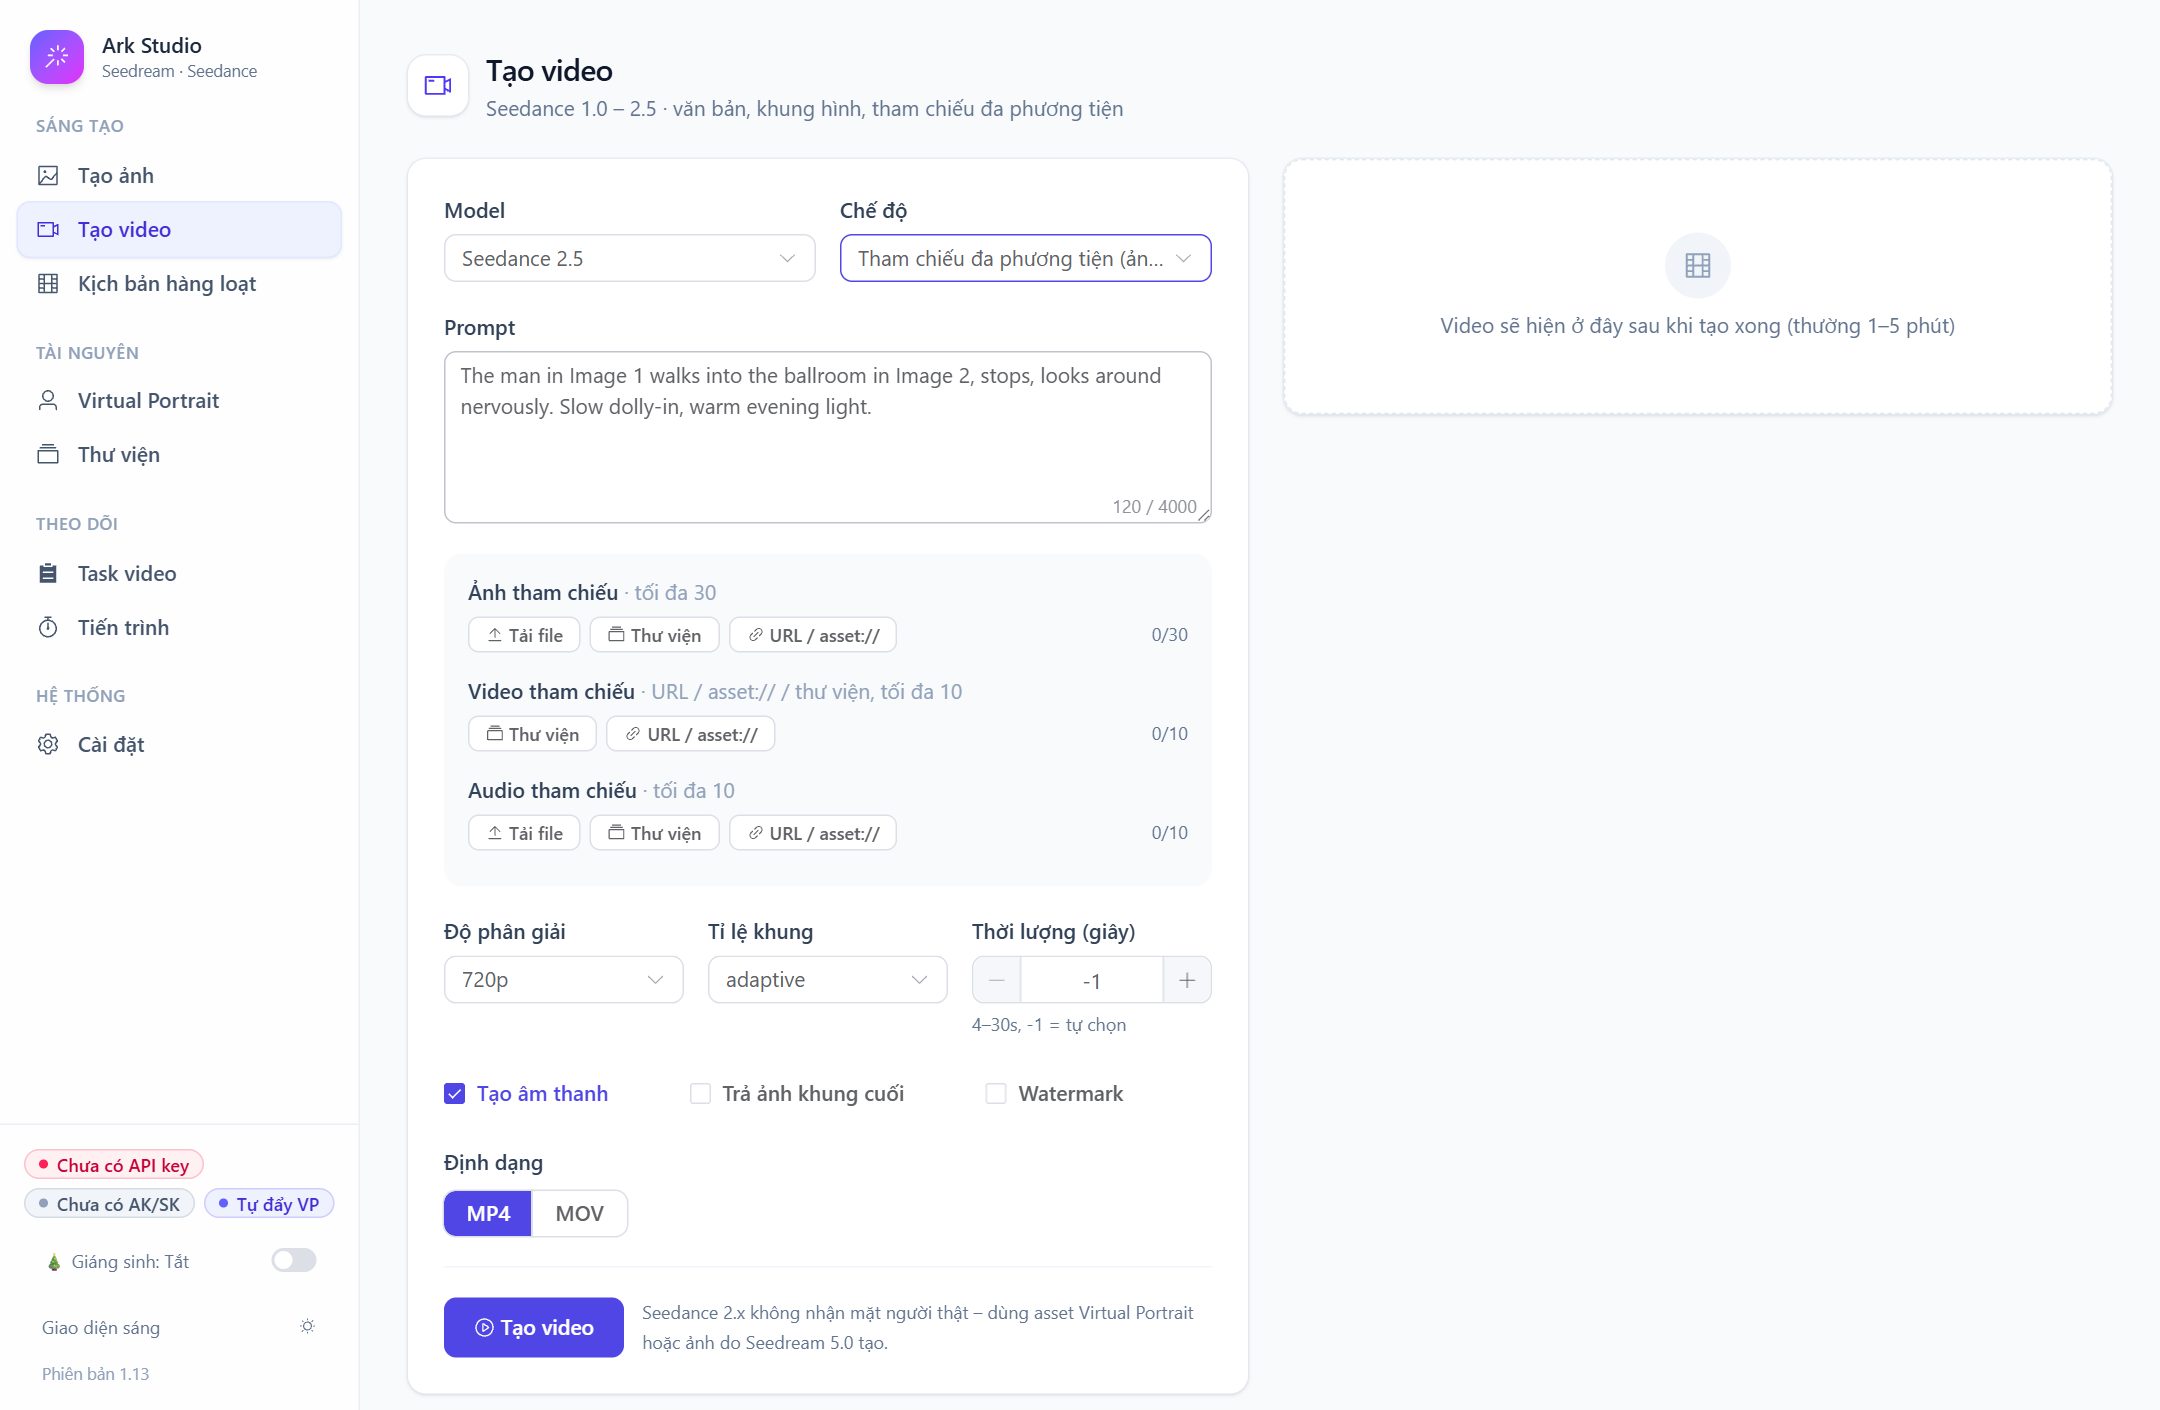 Ark Studio
Seedream · Seedance
SÁNG TẠO
Tạo ảnh
Tạo video
Kịch bản hàng loạt
TÀI NGUYÊN
Virtual Portrait
Thư viện
THEO DÕI
Task video
Tiến trình
HỆ THỐNG
Cài đặt
Chưa có API key
Chưa có AK/SK
Tự đẩy VP
Giáng sinh: Tắt
Giao diện sáng
Phiên bản 1.13
Tạo video
Seedance 1.0 – 2.5 · văn bản, khung hình, tham chiếu đa phương tiện
Model
Chế độ
Seedance 2.5
Tham chiếu đa phương tiện (ản...
Prompt
The man in Image 1 walks into the ballroom in Image 2, stops, looks around
nervously. Slow dolly-in, warm evening light.
120 / 4000
Ảnh tham chiếu · tối đa 30
Tải file
Thư viện
URL / asset://
0/30
Video tham chiếu · URL / asset:// / thư viện, tối đa 10
Thư viện
URL / asset://
0/10
Audio tham chiếu · tối đa 10
Tải file
Thư viện
URL / asset://
0/10
Độ phân giải
Tỉ lệ khung
Thời lượng (giây)
720p
adaptive
-1
4–30s, -1 = tự chọn
Tạo âm thanh
Trả ảnh khung cuối
Watermark
Định dạng
MP4
MOV
Tạo video
Seedance 2.x không nhận mặt người thật – dùng asset Virtual Portrait
hoặc ảnh do Seedream 5.0 tạo.
Video sẽ hiện ở đây sau khi tạo xong (thường 1–5 phút)